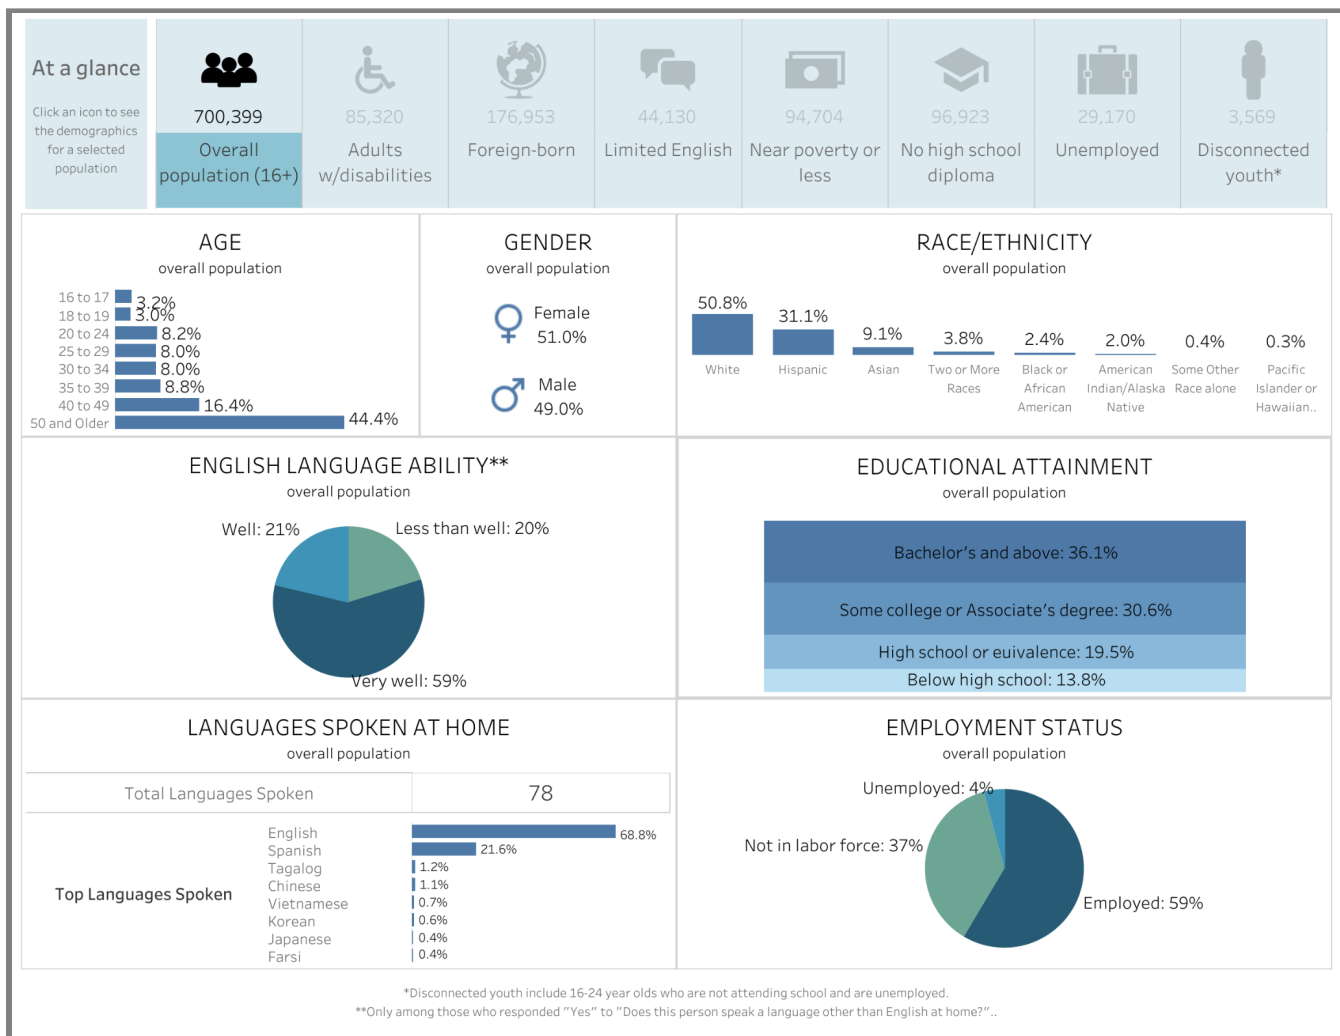 At a glance
Click an icon to see
the demographics
for a selected
population
700,399
Overall
population (16+)
85,320
Adults
w/disabilities
176,953
Foreign-born
44,130
Limited English
94,704
Near poverty or
less
96,923
No high school
diploma
29,170
Unemployed
3,569
Disconnected
youth*
AGE
overall population
16 to 17 3.2%
18 to 19 3.0%
20 to 24 8.2%
25 to 29 8.0%
30 to 34 8.0%
35 to 39 8.8%
40 to 49 16.4%
50 and Older 44.4%
GENDER
overall population
Female
51.0%
Male
49.0%
RACE/ETHNICITY
overall population
50.8%
White
31.1%
Hispanic
9.1%
Asian
3.8%
Two or More
Races
2.4%
Black or
African
American
2.0%
American
Indian/Alaska
Native
0.4%
Some Other
Race alone
0.3%
Pacific
Islander or
Hawaiian..
ENGLISH LANGUAGE ABILITY**
overall population
Well: 21%
Less than well: 20%
Very well: 59%
EDUCATIONAL ATTAINMENT
overall population
Bachelor's and above: 36.1%
Some college or Associate's degree: 30.6%
High school or euivalence: 19.5%
Below high school: 13.8%
LANGUAGES SPOKEN AT HOME
overall population
Total Languages Spoken 78
Top Languages Spoken
English 68.8%
Spanish 21.6%
Tagalog 1.2%
Chinese 1.1%
Vietnamese 0.7%
Korean 0.6%
Japanese 0.4%
Farsi 0.4%
EMPLOYMENT STATUS
overall population
Unemployed: 4%
Not in labor force: 37%
Employed: 59%
*Disconnected youth include 16-24 year olds who are not attending school and are unemployed.
**Only among those who responded "Yes" to "Does this person speak a language other than English at home?"..